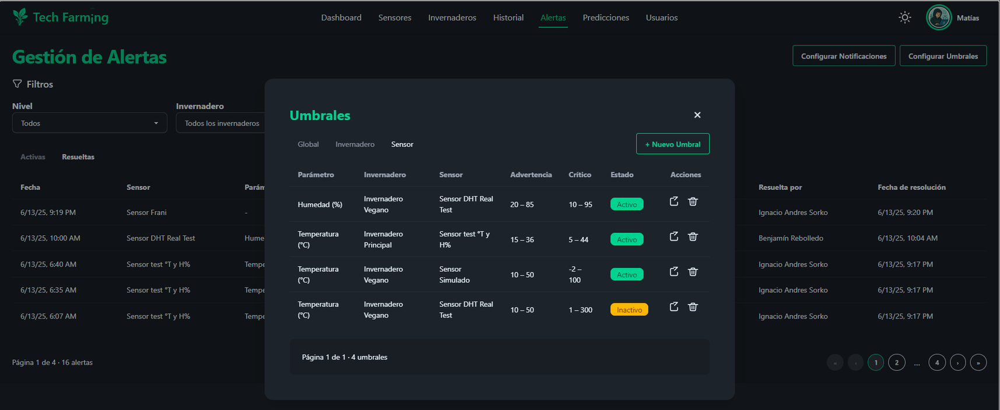 Tech Farming
Dashboard Sensores Invernaderos Historial Alertas Predicciones Usuarios
Matías
Gestión de Alertas
Configurar Notificaciones Configurar Umbrales
Filtros
Nivel Invernadero
Todos Todos los invernaderos
Activas Resueltas
Fecha Sensor Parám Resuelta por Fecha de resolución
6/13/25, 9:19 PM Sensor Frani - Ignacio Andres Sorko 6/13/25, 9:20 PM
6/13/25, 10:00 AM Sensor DHT Real Test Hume Benjamín Rebolledo 6/13/25, 10:04 AM
6/13/25, 6:40 AM Sensor test °T y H% Tempe Ignacio Andres Sorko 6/13/25, 9:17 PM
6/13/25, 6:35 AM Sensor test °T y H% Tempe Ignacio Andres Sorko 6/13/25, 9:17 PM
6/13/25, 6:07 AM Sensor test °T y H% Tempe Ignacio Andres Sorko 6/13/25, 9:17 PM
Página 1 de 4 · 16 alertas
« ‹ 1 2 ... 4 › »
Umbrales
✕
Global Invernadero Sensor
+ Nuevo Umbral
Parámetro Invernadero Sensor Advertencia Crítico Estado Acciones
Humedad (%) Invernadero Vegano Sensor DHT Real Test 20 – 85 10 – 95 Activo
Temperatura (°C) Invernadero Principal Sensor test °T y H% 15 – 36 5 – 44 Activo
Temperatura (°C) Invernadero Vegano Sensor Simulado 10 – 50 -2 – 100 Activo
Temperatura (°C) Invernadero Vegano Sensor DHT Real Test 10 – 50 1 – 300 Inactivo
Página 1 de 1 · 4 umbrales